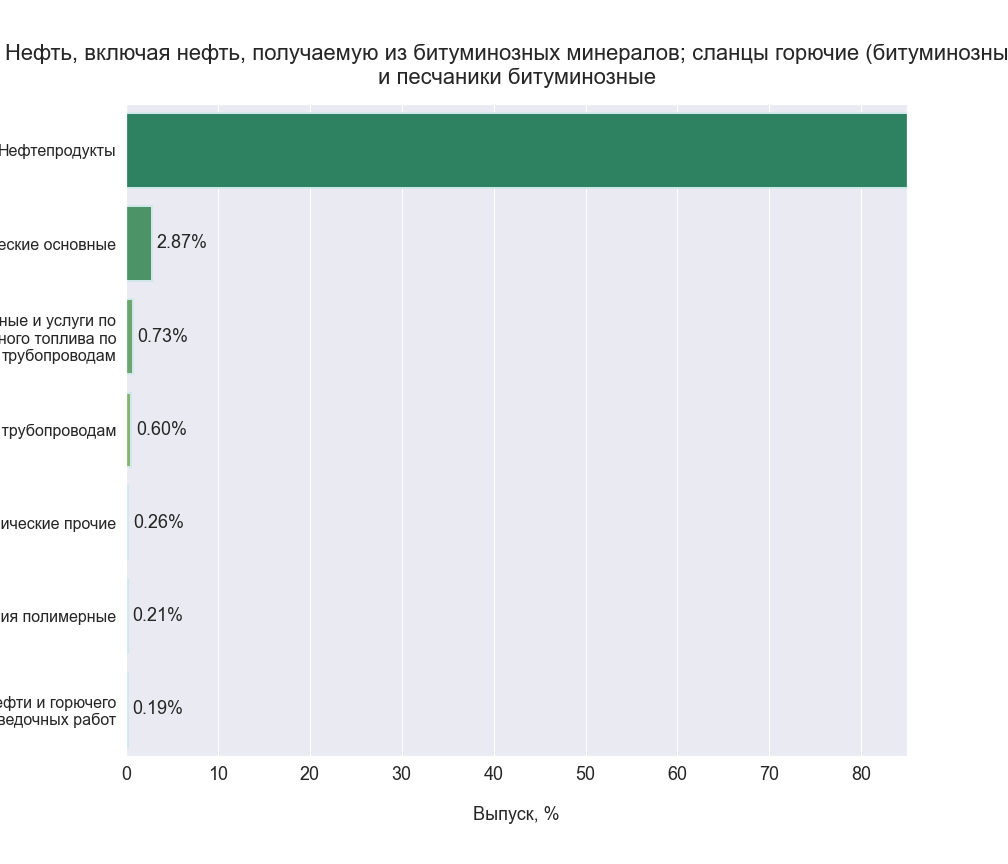 Нефть, включая нефть, получаемую из битуминозных минералов; сланцы горючие (битуминозны
и песчаники битуминозные
Нефтепродукты
еские основные
2.87%
ные и услуги по
ного топлива по
трубопроводам
0.73%
трубопроводам
0.60%
ические прочие
0.26%
ия полимерные
0.21%
ефти и горючего
ведочных работ
0.19%
0 10 20 30 40 50 60 70 80
Выпуск, %